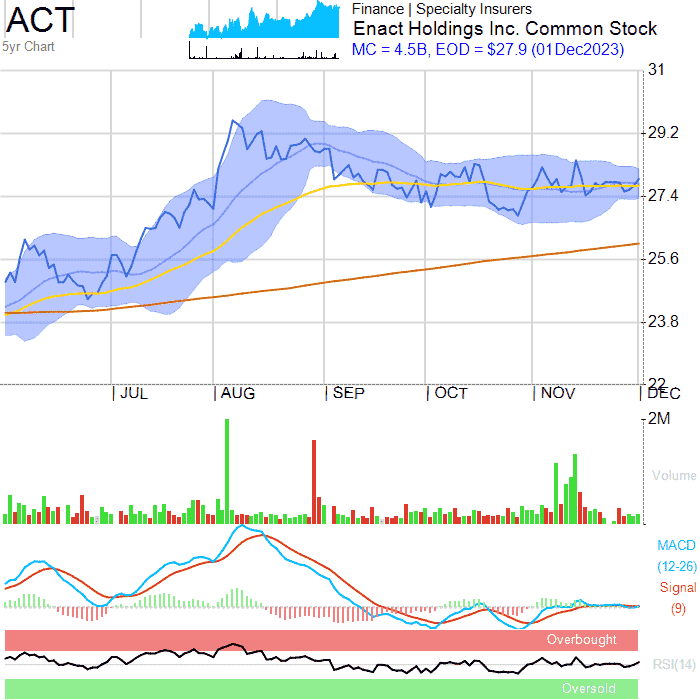 ACT
5yr Chart
Finance | Specialty Insurers
Enact Holdings Inc. Common Stock
MC = 4.5B, EOD = $27.9 (01Dec2023)
31
29.2
27.4
25.6
23.8
22
JUL
AUG
SEP
OCT
NOV
DEC
2M
Volume
MACD
(12-26)
Signal
(9)
Overbought
RSI(14)
Oversold